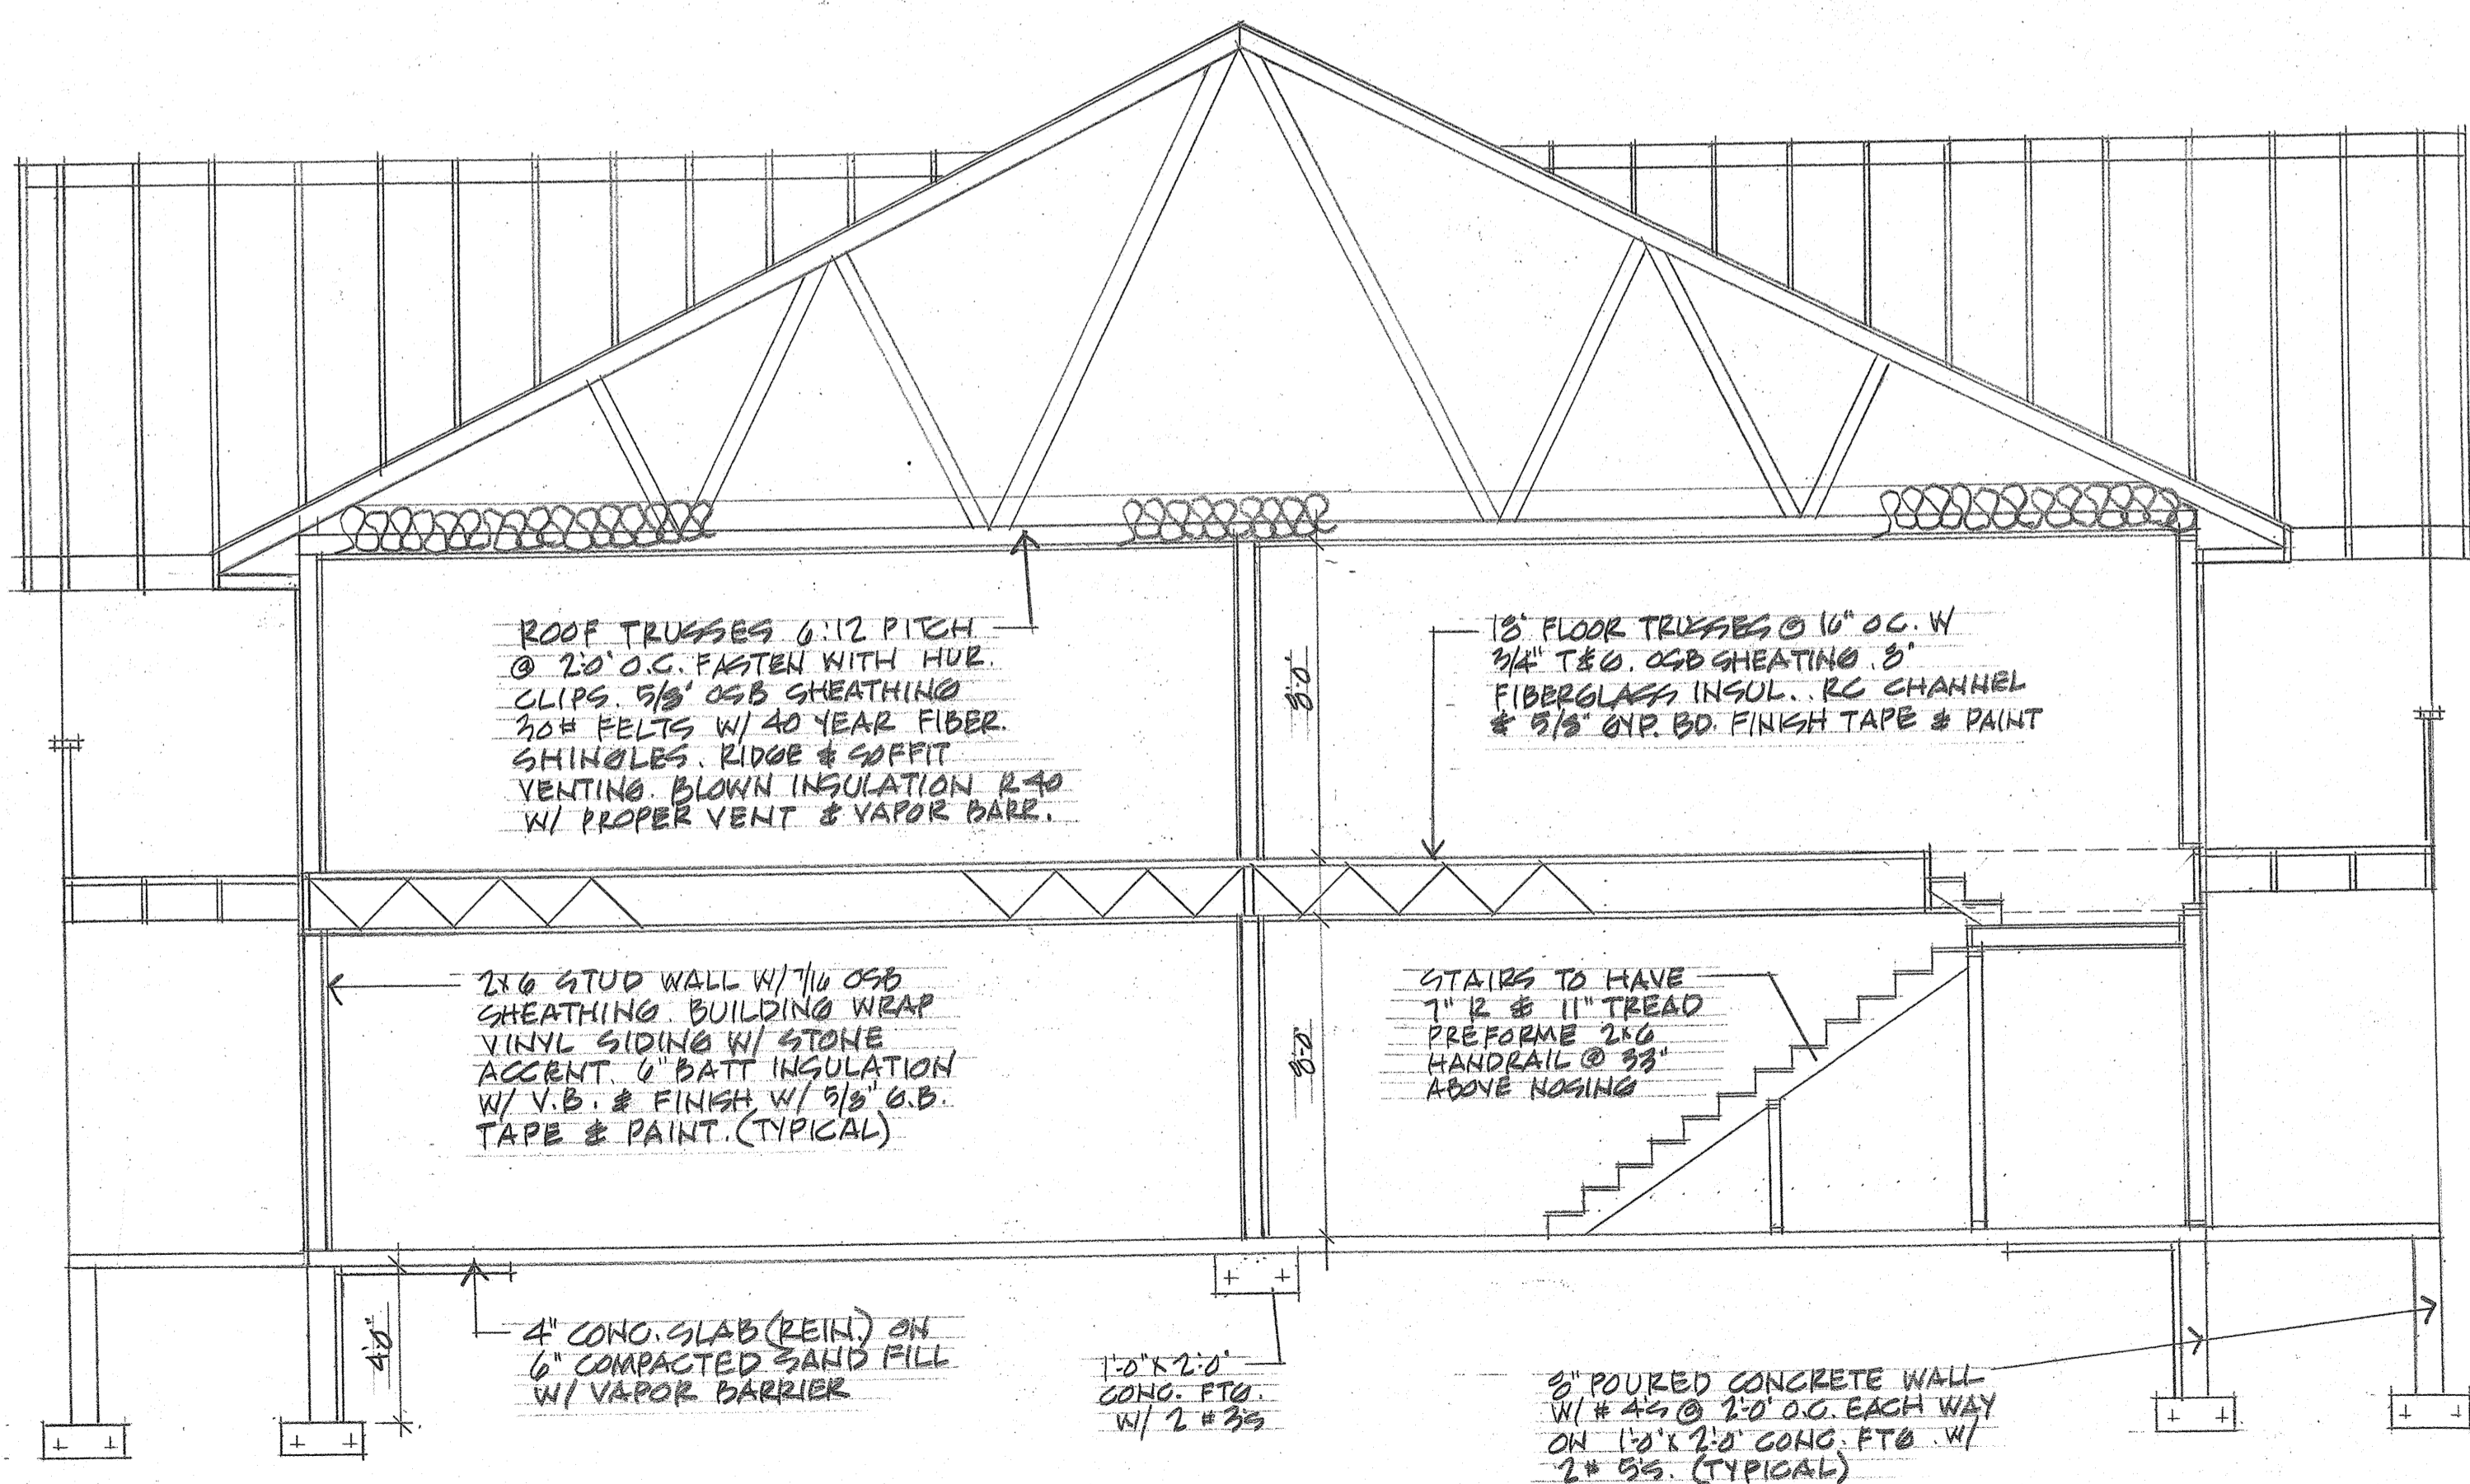 ROOF TRUSSES 6:12 PITCH
@ 2'-0" O.C. FASTEN WITH HUR.
CLIPS. 5/8" OSB SHEATHING
30# FELTS W/ 40 YEAR FIBER.
SHINGLES. RIDGE & SOFFIT
VENTING. BLOWN INSULATION R-40
W/ PROPER VENT & VAPOR BARR.
8'-0"
18" FLOOR TRUSSES @ 16" O.C. W
3/4" T&G. OSB SHEATING. 8"
FIBERGLASS INSUL.. RC CHANNEL
& 5/8" GYP. BD. FINISH TAPE & PAINT
2x6 STUD WALL W/ 7/16 OSB
SHEATHING. BUILDING WRAP
VINYL SIDING W/ STONE
ACCENT. 6" BATT INSULATION
W/ V.B. & FINISH W/ 5/8" G.B.
TAPE & PAINT. (TYPICAL)
8'-0"
STAIRS TO HAVE
7" R & 11" TREAD
PREFORME 2x6
HANDRAIL @ 33"
ABOVE NOSING
4'-0"
4" CONC. SLAB (REIN.) ON
6" COMPACTED SAND FILL
W/ VAPOR BARRIER
1'-0" X 2'-0"
CONC. FTG.
W/ 2 #3's
8" POURED CONCRETE WALL
W/ # 4's @ 2'-0" O.C. EACH WAY
ON 1'-0" X 2'-0" CONC. FTG. W/
2 # 5's. (TYPICAL)